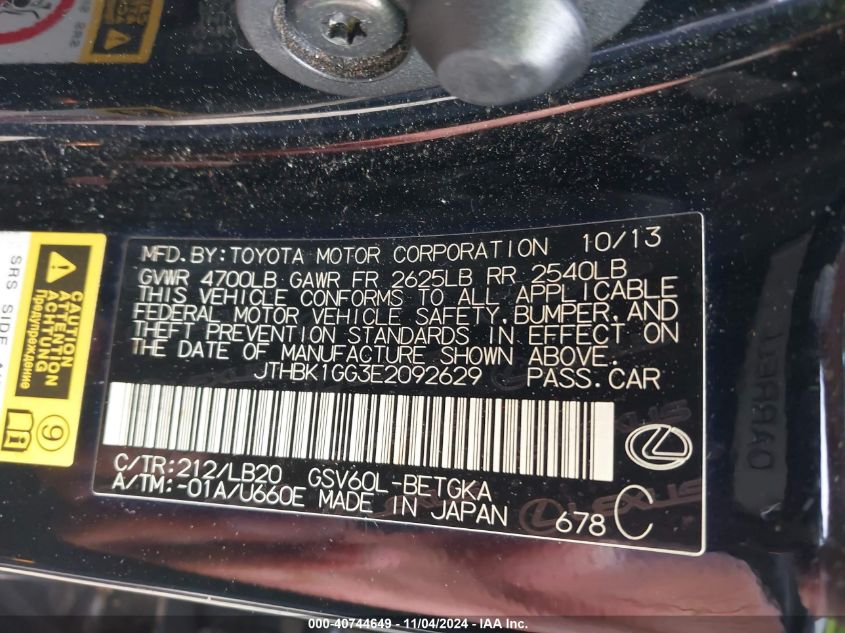 MFD.BY:TOYOTA MOTOR CORPORATION 10/13
GVWR 4700LB GAWR FR 2625LB RR 2540LB
THIS VEHICLE CONFORMS TO ALL APPLICABLE
FEDERAL MOTOR VEHICLE SAFETY, BUMPER, AND
THEFT PREVENTION STANDARDS IN EFFECT ON
THE DATE OF MANUFACTURE SHOWN ABOVE.
JTHBK1GG3E2092629 PASS.CAR
C/TR:212/LB20 GSV60L-BETGKA
A/TM:-01A/U660E MADE IN JAPAN
678 C
LEXUS
CAUTION
ATTENTION
ACHTUNG
Предупреждение
SRS SIDE
9
i
000-40744649 - 11/04/2024 - IAA Inc.